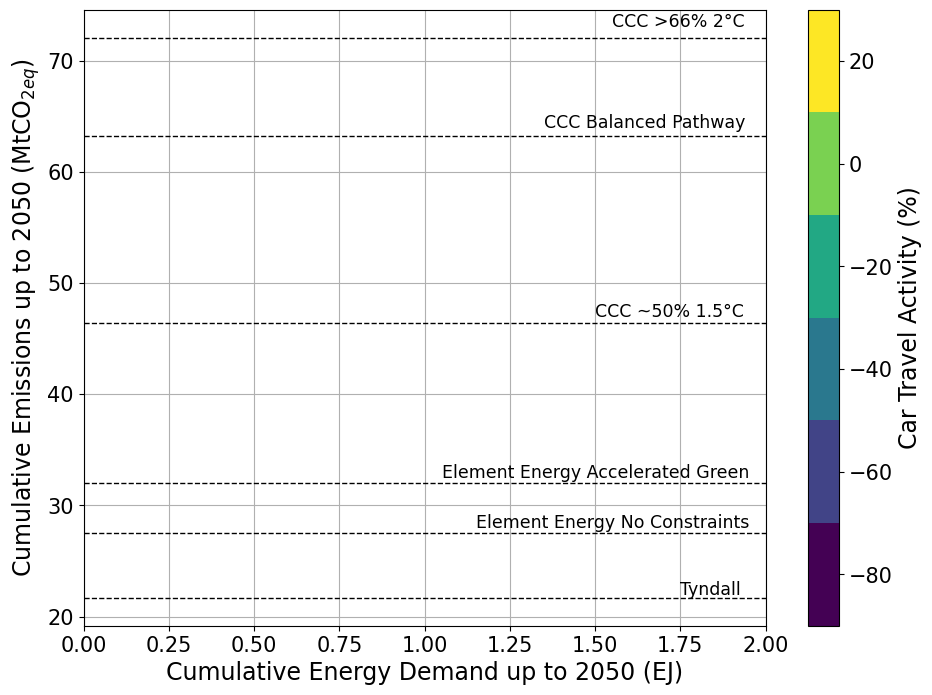 CCC >66% 2°C
CCC Balanced Pathway
CCC ~50% 1.5°C
Element Energy Accelerated Green
Element Energy No Constraints
Tyndall
70
60
50
40
30
20
Cumulative Emissions up to 2050 (MtCO2eq)
0.00 0.25 0.50 0.75 1.00 1.25 1.50 1.75 2.00
Cumulative Energy Demand up to 2050 (EJ)
20
0
−20
−40
−60
−80
Car Travel Activity (%)